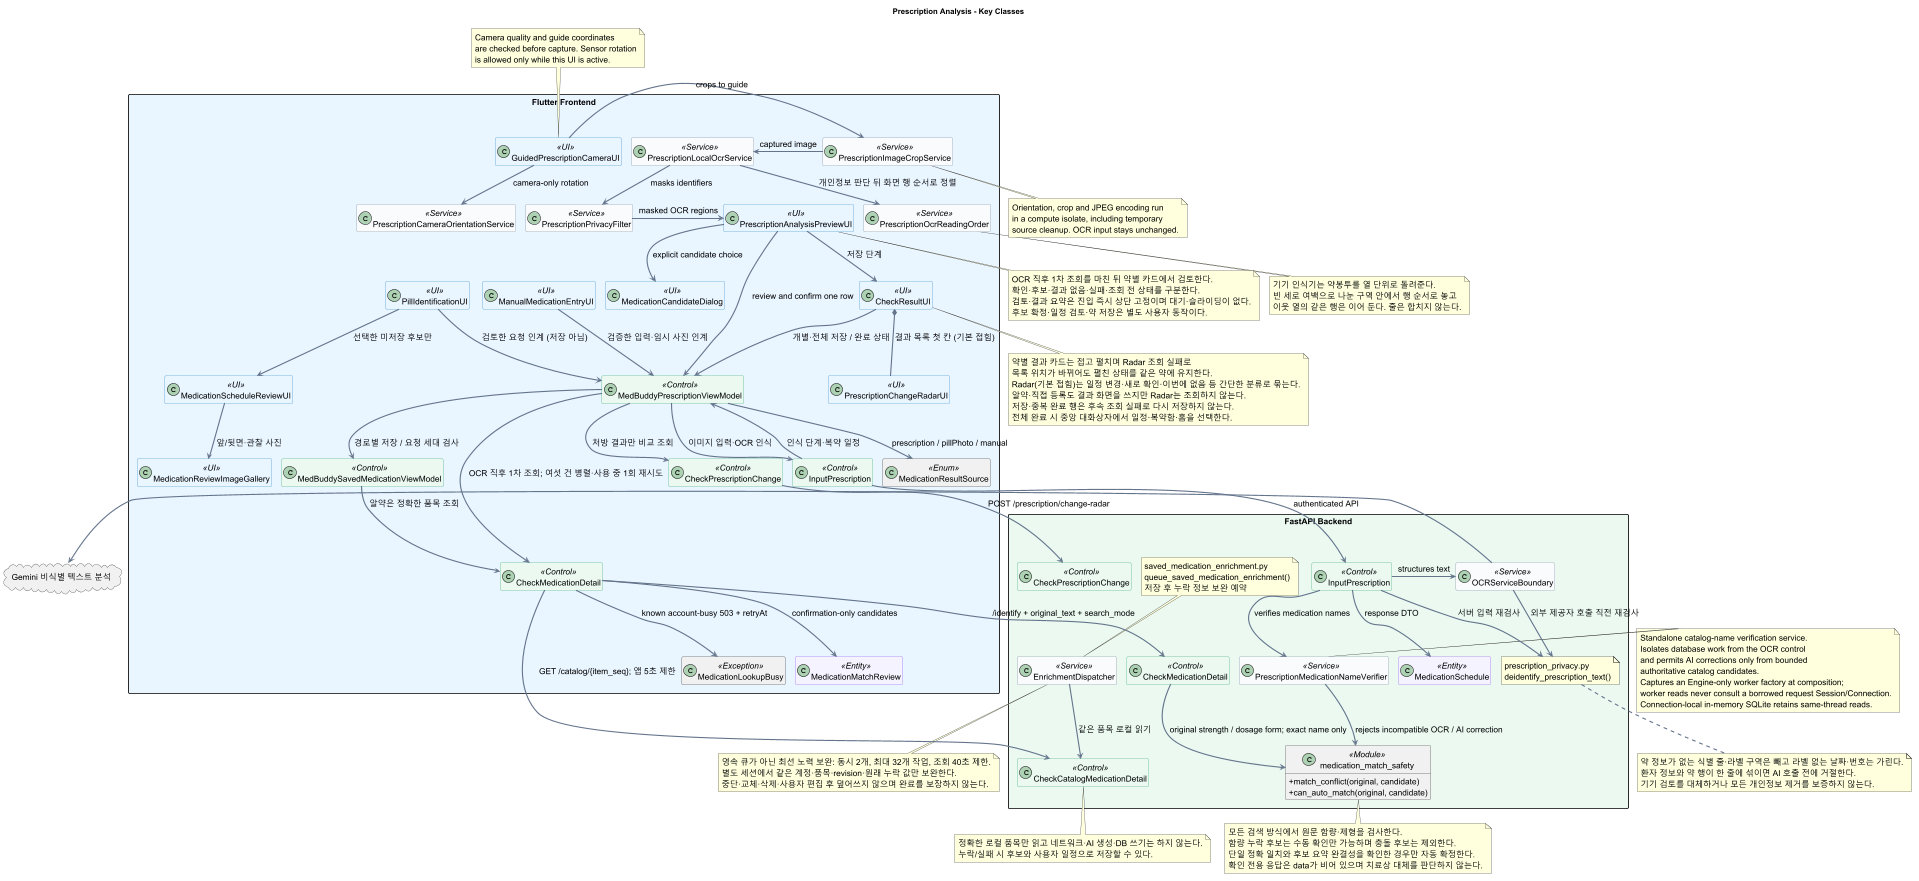 Prescription Analysis - Key Classes
Camera quality and guide coordinates
are checked before capture. Sensor rotation
is allowed only while this UI is active.
crops to guide
Flutter Frontend
C
«UI»
GuidedPrescriptionCameraUI
C
«Service»
PrescriptionLocalOcrService
captured image
C
«Service»
PrescriptionImageCropService
camera-only rotation
masks identifiers
개인정보 판단 뒤 화면 행 순서로 정렬
C
«Service»
PrescriptionCameraOrientationService
C
«Service»
PrescriptionPrivacyFilter
masked OCR regions
C
«UI»
PrescriptionAnalysisPreviewUI
C
«Service»
PrescriptionOcrReadingOrder
Orientation, crop and JPEG encoding run
in a compute isolate, including temporary
source cleanup. OCR input stays unchanged.
explicit candidate choice
저장 단계
OCR 직후 1차 조회를 마친 뒤 약별 카드에서 검토한다.
확인·후보·결과 없음·실패·조회 전 상태를 구분한다.
검토·결과 요약은 진입 즉시 상단 고정이며 대기·슬라이딩이 없다.
후보 확정·일정 검토·약 저장은 별도 사용자 동작이다.
기기 인식기는 약봉투를 열 단위로 돌려준다.
빈 세로 여백으로 나눈 구역 안에서 행 순서로 놓고
이웃 열의 같은 행은 이어 둔다. 줄은 합치지 않는다.
C
«UI»
PillIdentificationUI
C
«UI»
ManualMedicationEntryUI
C
«UI»
MedicationCandidateDialog
review and confirm one row
C
«UI»
CheckResultUI
선택한 미저장 후보만
검토한 요청 인계 (저장 아님)
검증한 입력·임시 사진 인계
개별·전체 저장 / 완료 상태
결과 목록 첫 칸 (기본 접힘)
약별 결과 카드는 접고 펼치며 Radar 조회 실패로
목록 위치가 바뀌어도 펼친 상태를 같은 약에 유지한다.
Radar(기본 접힘)는 일정 변경·새로 확인·이번에 없음 등 간단한 분류로 묶는다.
알약·직접 등록도 결과 화면을 쓰지만 Radar는 조회하지 않는다.
저장·중복 완료 행은 후속 조회 실패로 다시 저장하지 않는다.
전체 완료 시 중앙 대화상자에서 일정·복약함·홈을 선택한다.
C
«UI»
MedicationScheduleReviewUI
C
«Control»
MedBuddyPrescriptionViewModel
C
«UI»
PrescriptionChangeRadarUI
앞/뒷면·관찰 사진
경로별 저장 / 요청 세대 검사
처방 결과만 비교 조회
이미지 입력·OCR 인식
인식 단계·복약 일정
prescription / pillPhoto / manual
C
«UI»
MedicationReviewImageGallery
C
«Control»
MedBuddySavedMedicationViewModel
OCR 직후 1차 조회; 여섯 건 병렬·사용 중 1회 재시도
C
«Control»
CheckPrescriptionChange
C
«Control»
InputPrescription
C
«Enum»
MedicationResultSource
알약은 정확한 품목 조회
POST /prescription/change-radar
authenticated API
FastAPI Backend
Gemini 비식별 텍스트 분석
C
«Control»
CheckMedicationDetail
C
«Control»
CheckPrescriptionChange
saved_medication_enrichment.py
queue_saved_medication_enrichment()
저장 후 누락 정보 보완 예약
C
«Control»
InputPrescription
structures text
C
«Service»
OCRServiceBoundary
known account-busy 503 + retryAt
confirmation-only candidates
/identify + original_text + search_mode
verifies medication names
response DTO
서버 입력 재검사
외부 제공자 호출 직전 재검사
GET /catalog/{item_seq}; 앱 5초 제한
C
«Exception»
MedicationLookupBusy
C
«Entity»
MedicationMatchReview
C
«Service»
EnrichmentDispatcher
C
«Control»
CheckMedicationDetail
C
«Service»
PrescriptionMedicationNameVerifier
C
«Entity»
MedicationSchedule
prescription_privacy.py
deidentify_prescription_text()
Standalone catalog-name verification service.
Isolates database work from the OCR control
and permits AI corrections only from bounded
authoritative catalog candidates.
Captures an Engine-only worker factory at composition;
worker reads never consult a borrowed request Session/Connection.
Connection-local in-memory SQLite retains same-thread reads.
같은 품목 로컬 읽기
original strength / dosage form; exact name only
rejects incompatible OCR / AI correction
영속 큐가 아닌 최선 노력 보완: 동시 2개, 최대 32개 작업, 조회 40초 제한.
별도 세션에서 같은 계정·품목·revision·원래 누락 값만 보완한다.
중단·교체·삭제·사용자 편집 후 덮어쓰지 않으며 완료를 보장하지 않는다.
C
«Control»
CheckCatalogMedicationDetail
C
«Module»
medication_match_safety
+match_conflict(original, candidate)
+can_auto_match(original, candidate)
약 정보가 없는 식별 줄·라벨 구역은 빼고 라벨 없는 날짜·번호는 가린다.
환자 정보와 약 행이 한 줄에 섞이면 AI 호출 전에 거절한다.
기기 검토를 대체하거나 모든 개인정보 제거를 보증하지 않는다.
정확한 로컬 품목만 읽고 네트워크·AI 생성·DB 쓰기는 하지 않는다.
누락/실패 시 후보와 사용자 일정으로 저장할 수 있다.
모든 검색 방식에서 원문 함량·제형을 검사한다.
함량 누락 후보는 수동 확인만 가능하며 충돌 후보는 제외한다.
단일 정확 일치와 후보 요약 완결성을 확인한 경우만 자동 확정한다.
확인 전용 응답은 data가 비어 있으며 치료상 대체를 판단하지 않는다.